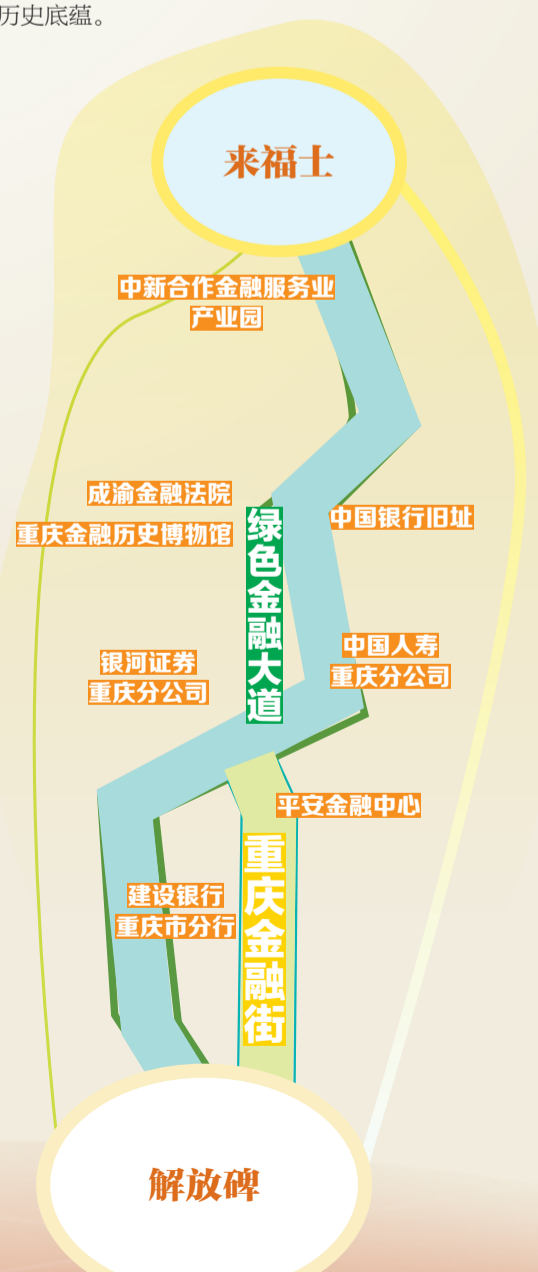 历史底蕴。
来福士
中新合作金融服务业
产业园
成渝金融法院
重庆金融历史博物馆
中国银行旧址
绿色金融大道
中国人寿
重庆分公司
银河证券
重庆分公司
平安金融中心
重庆金融街
建设银行
重庆市分行
解放碑